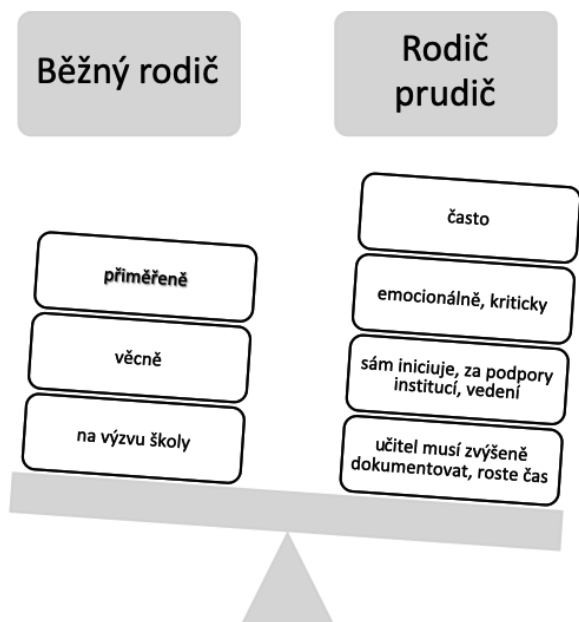 Běžný rodič
Rodič
prudič
přiměřeně
věcně
na výzvu školy
často
emocionálně, kriticky
sám iniciuje, za podpory
institucí, vedení
učitel musí zvýšeně
dokumentovat, roste čas